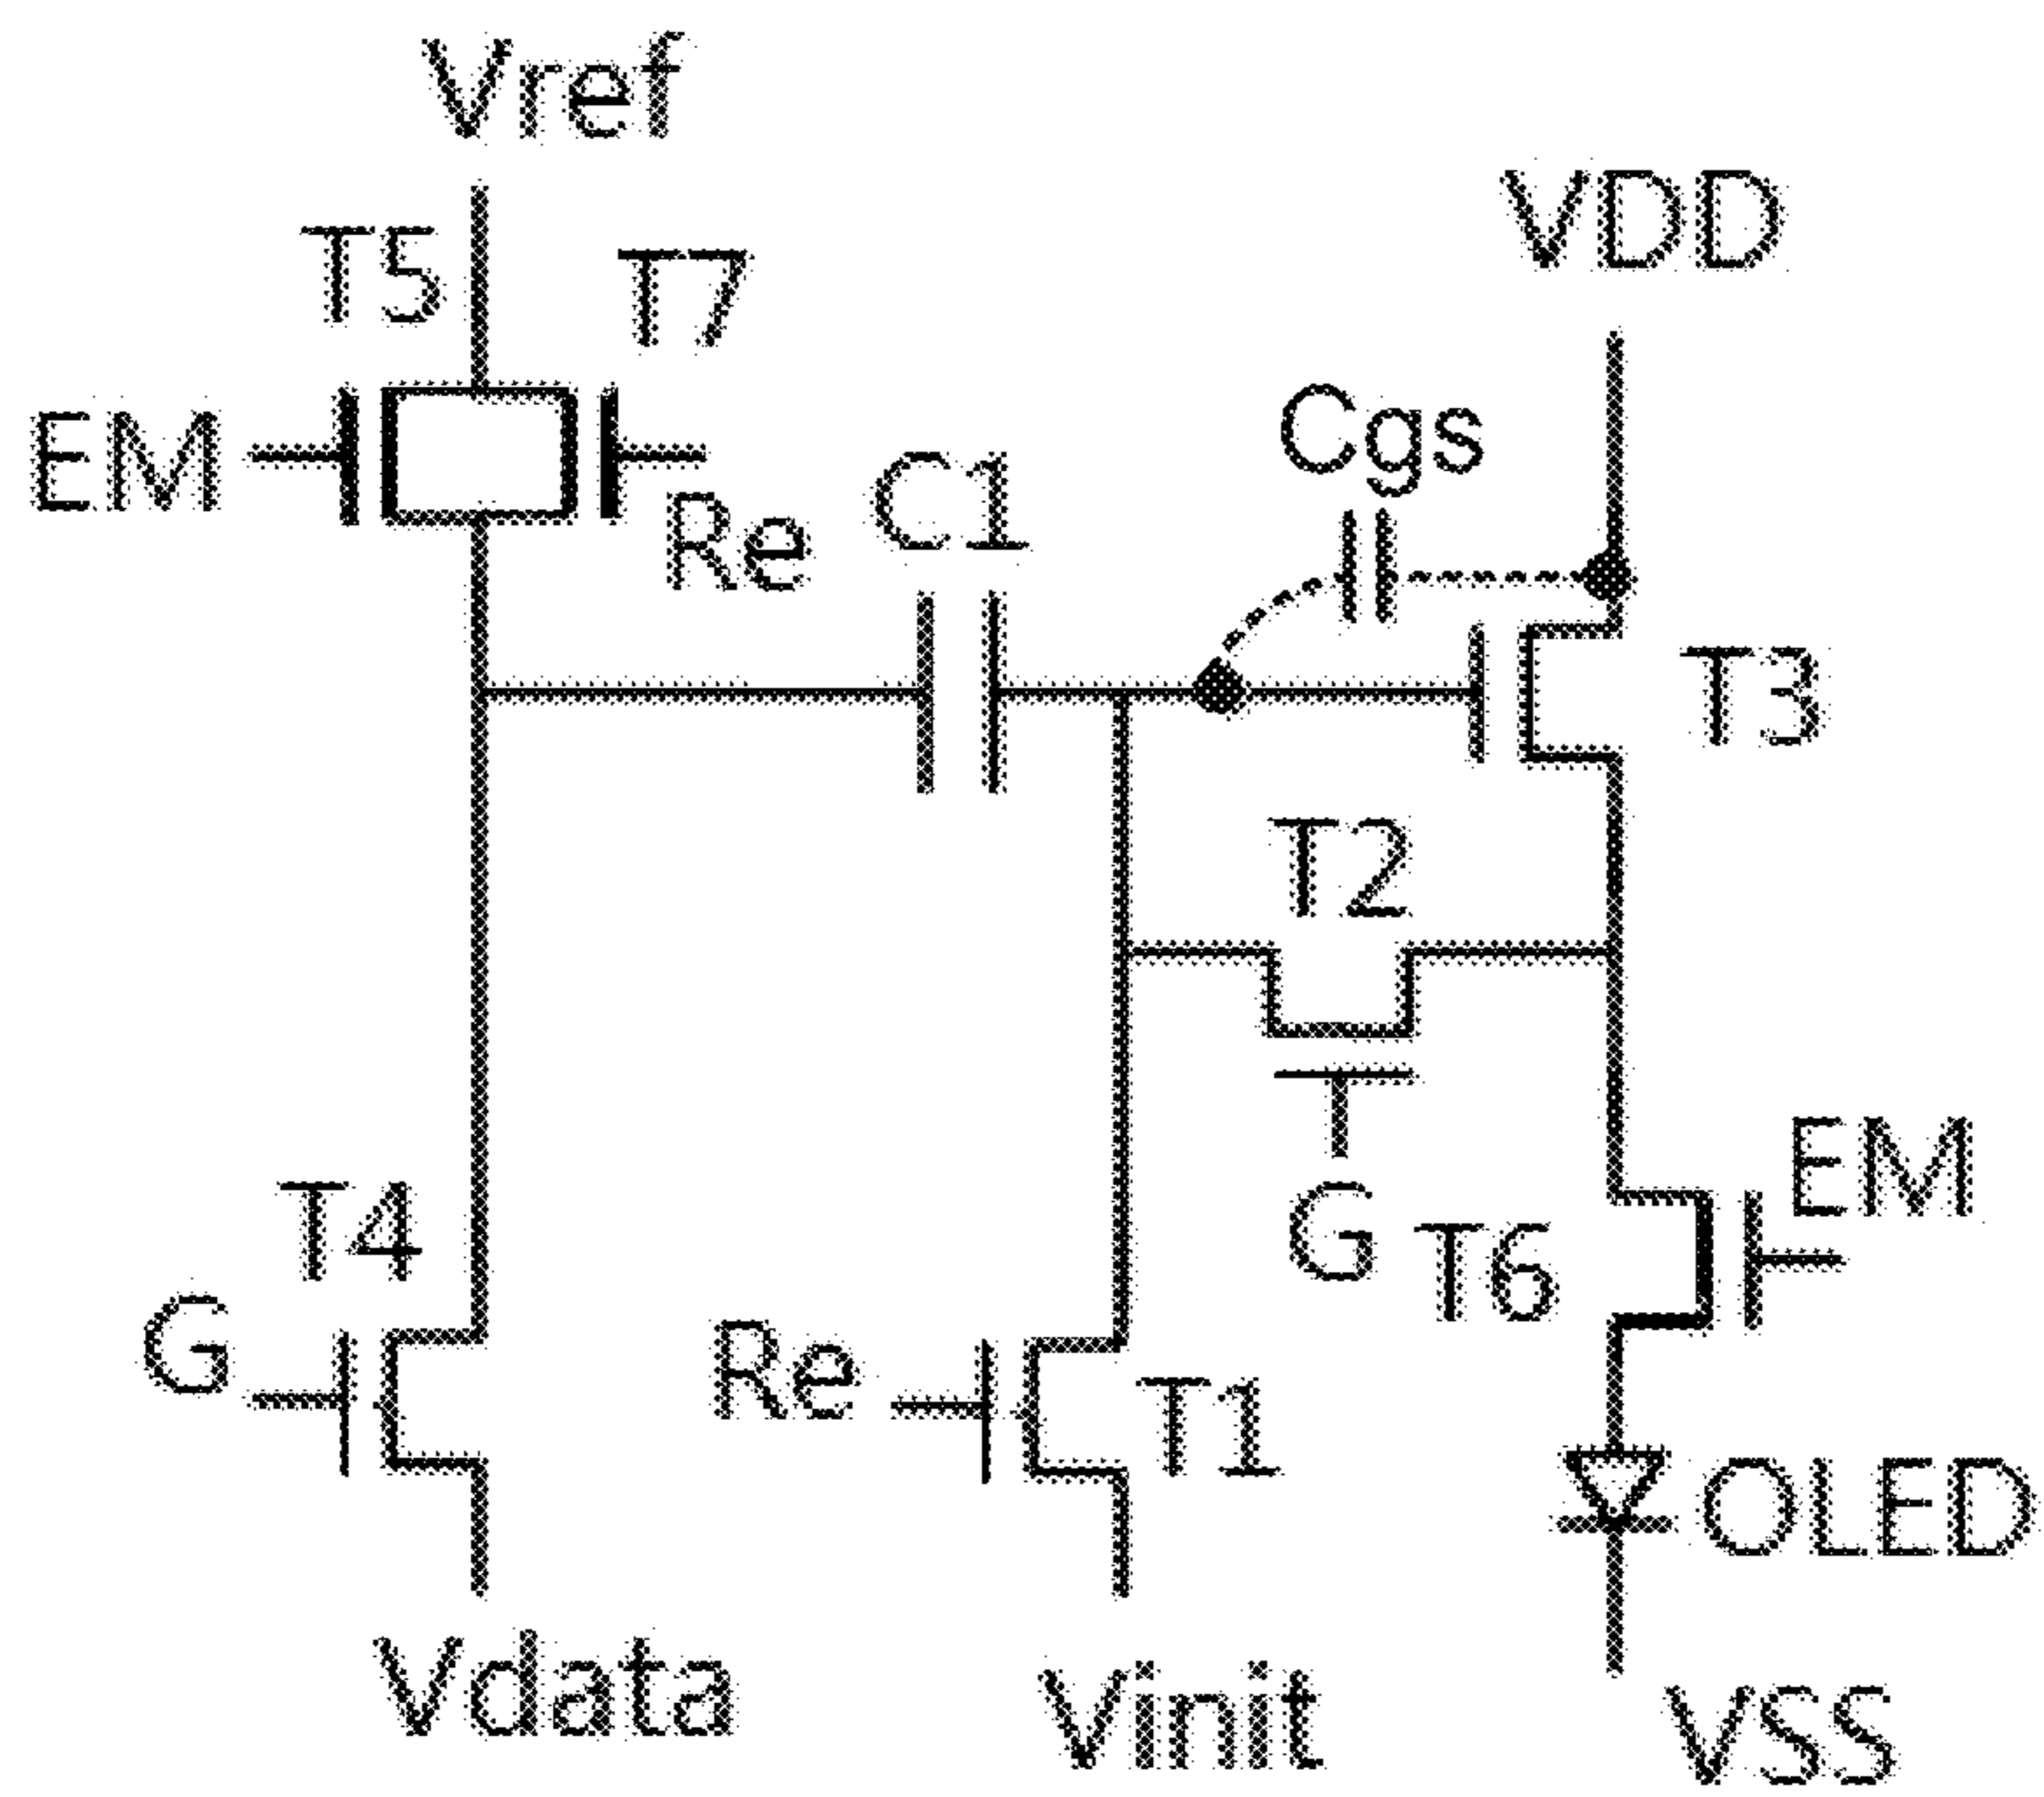 Vref
VDD
T5
T7
EM
Cgs
C1
Re
T3
T2
EM
T4
G
T6
G
Re
T1
OLED
Vdata
Vinit
VSS